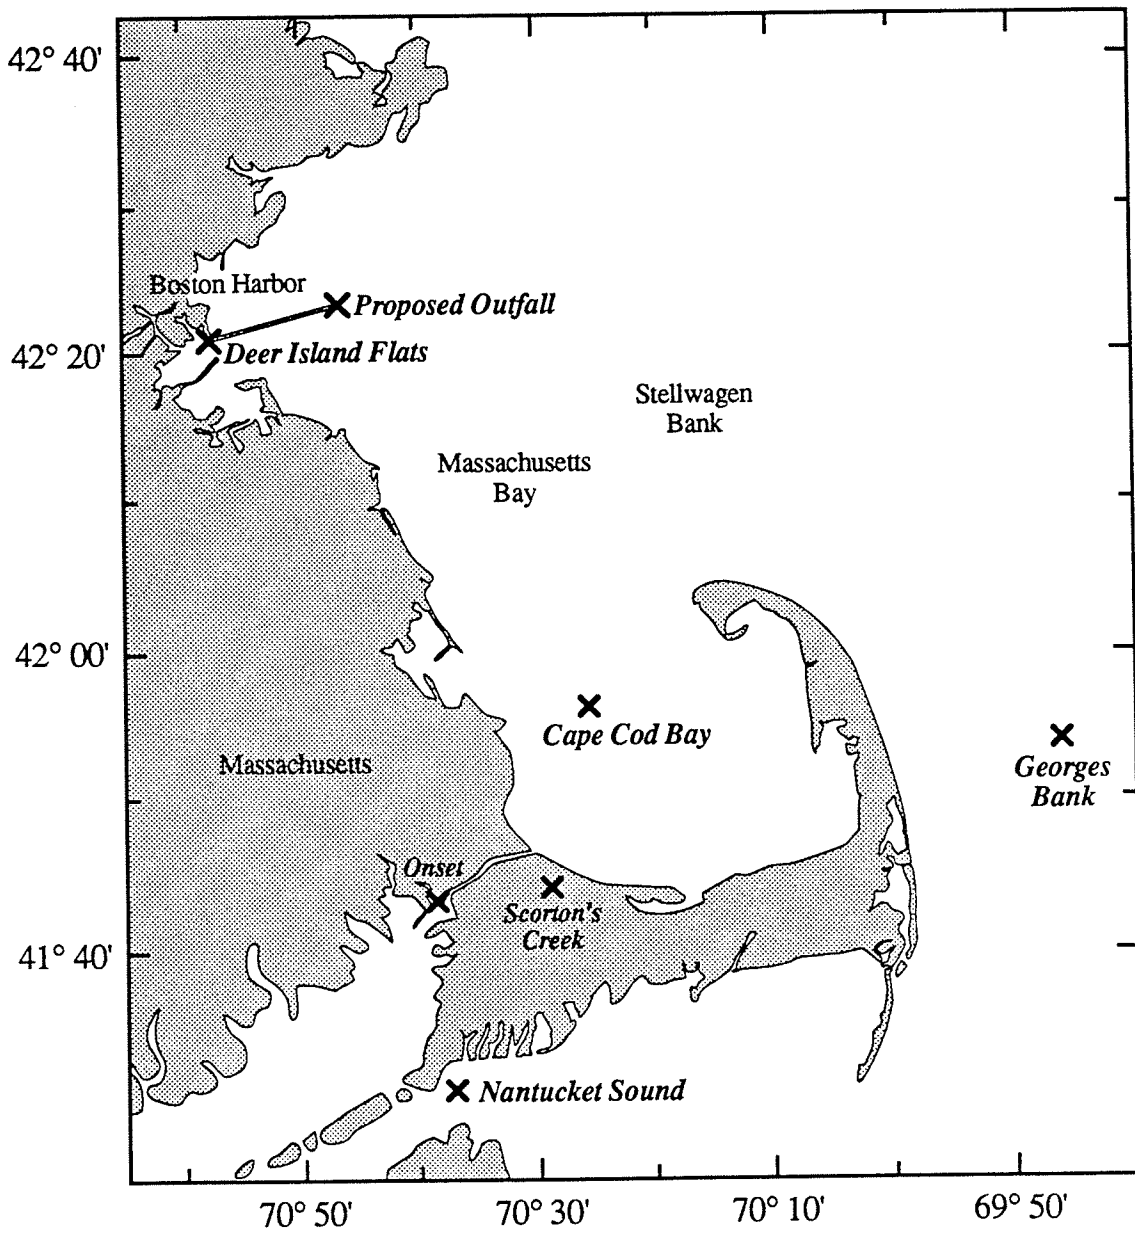 42° 40'
Boston Harbor
Proposed Outfall
42° 20'
Deer Island Flats
Stellwagen
Bank
Massachusetts
Bay
42° 00'
Cape Cod Bay
Massachusetts
Georges
Bank
Onset
Scorton's
Creek
41° 40'
Nantucket Sound
70° 50'
70° 30'
70° 10'
69° 50'